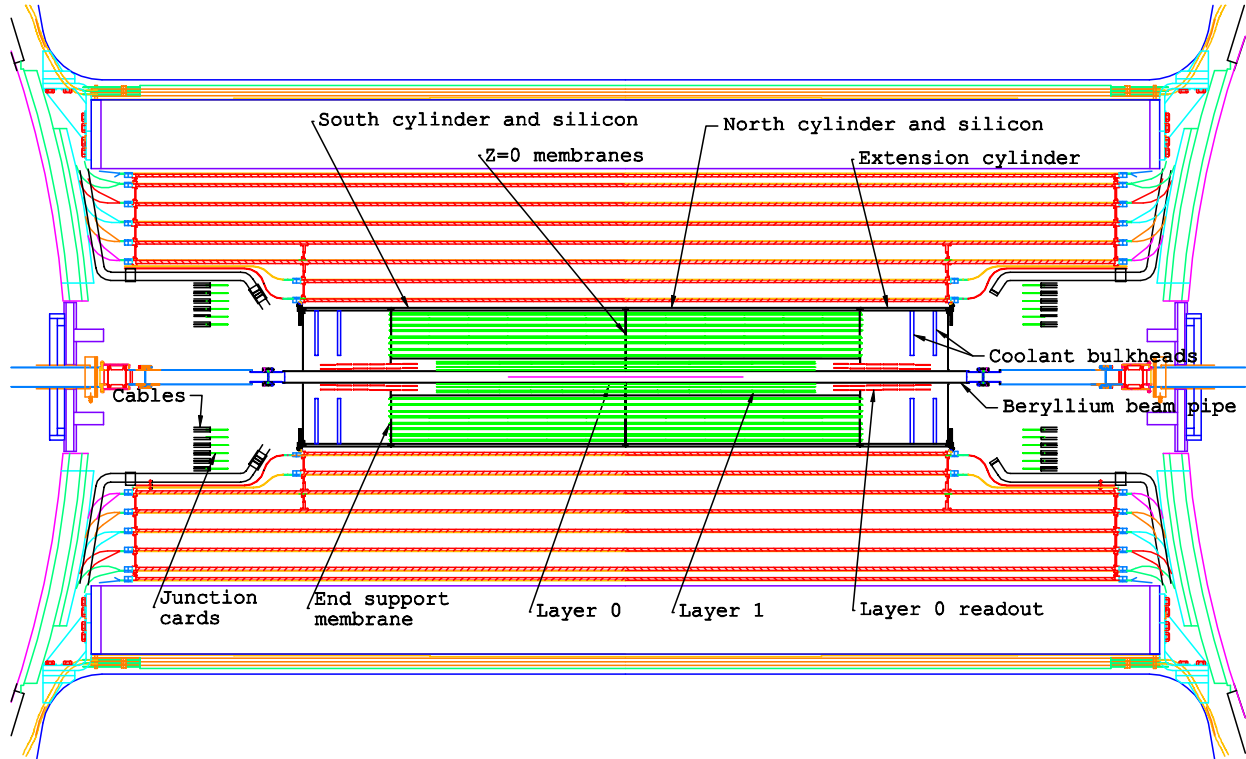 South cylinder and silicon
North cylinder and silicon
Z=0 membranes
Extension cylinder
Coolant bulkheads
Cables
Beryllium beam pipe
Junction
cards
End support
membrane
Layer 0
Layer 1
Layer 0 readout